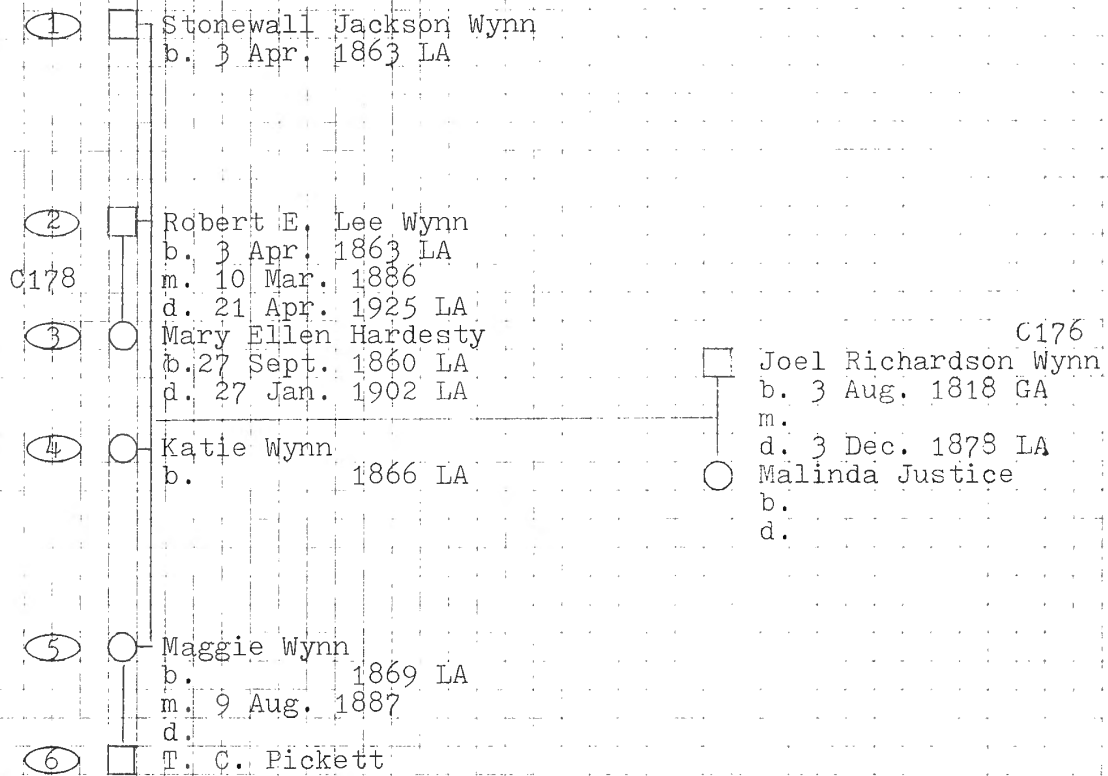 1 Stonewall Jackson Wynn
b. 3 Apr. 1863 LA
2 Robert E. Lee Wynn
b. 3 Apr. 1863 LA
C178 m. 10 Mar. 1886
d. 21 Apr. 1925 LA
3 Mary Ellen Hardesty
b.27 Sept. 1860 LA
d. 27 Jan. 1902 LA
4 Katie Wynn
b. 1866 LA
5 Maggie Wynn
b. 1869 LA
m. 9 Aug. 1887
d.
6 T. C. Pickett
C176
Joel Richardson Wynn
b. 3 Aug. 1818 GA
m.
d. 3 Dec. 1878 LA
Malinda Justice
b.
d.